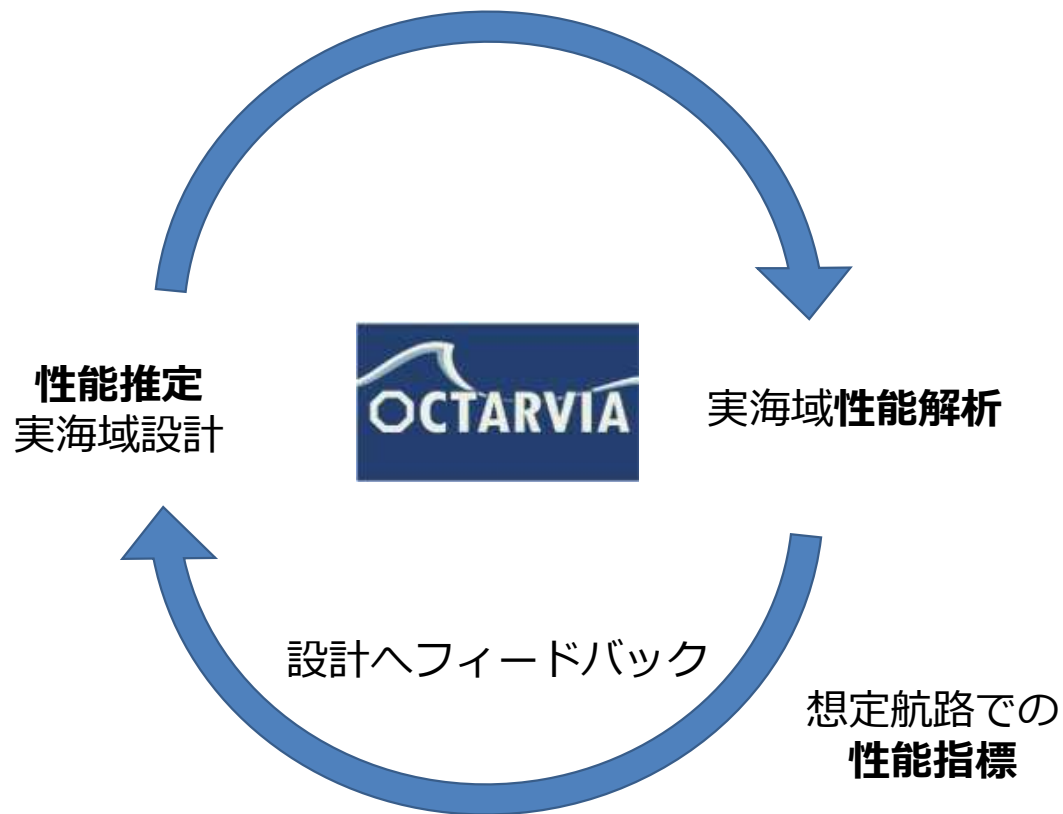 性能推定
実海域設計
OCTARVIA
実海域性能解析
設計へフィードバック
想定航路での
性能指標